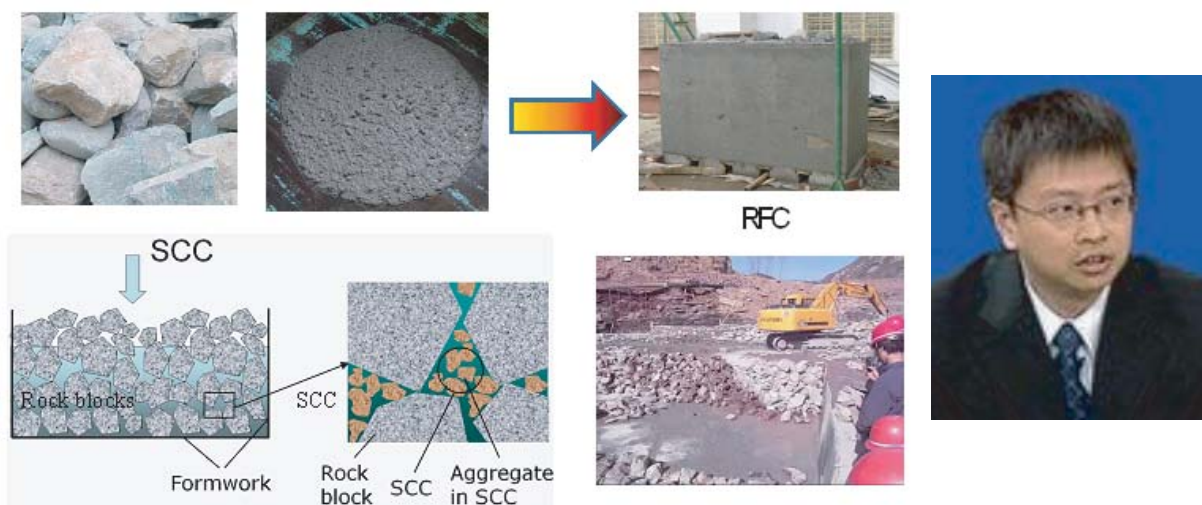 RFC
SCC
Rock blocks
SCC
Formwork
Rock
block
SCC
Aggregate
in SCC